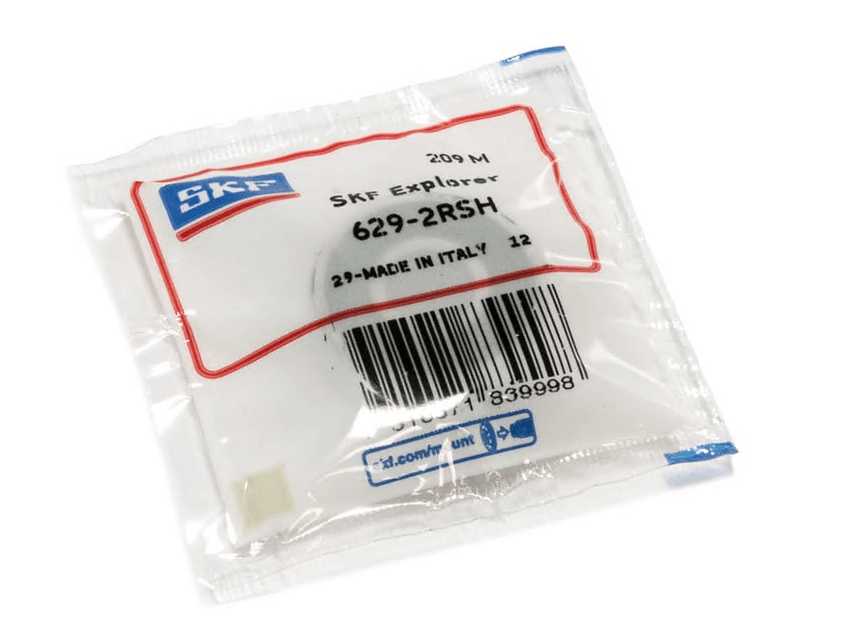 SKF
209 M
SKF Explorer
629-2RSH
29-MADE IN ITALY 12
839998
skf.com/mount